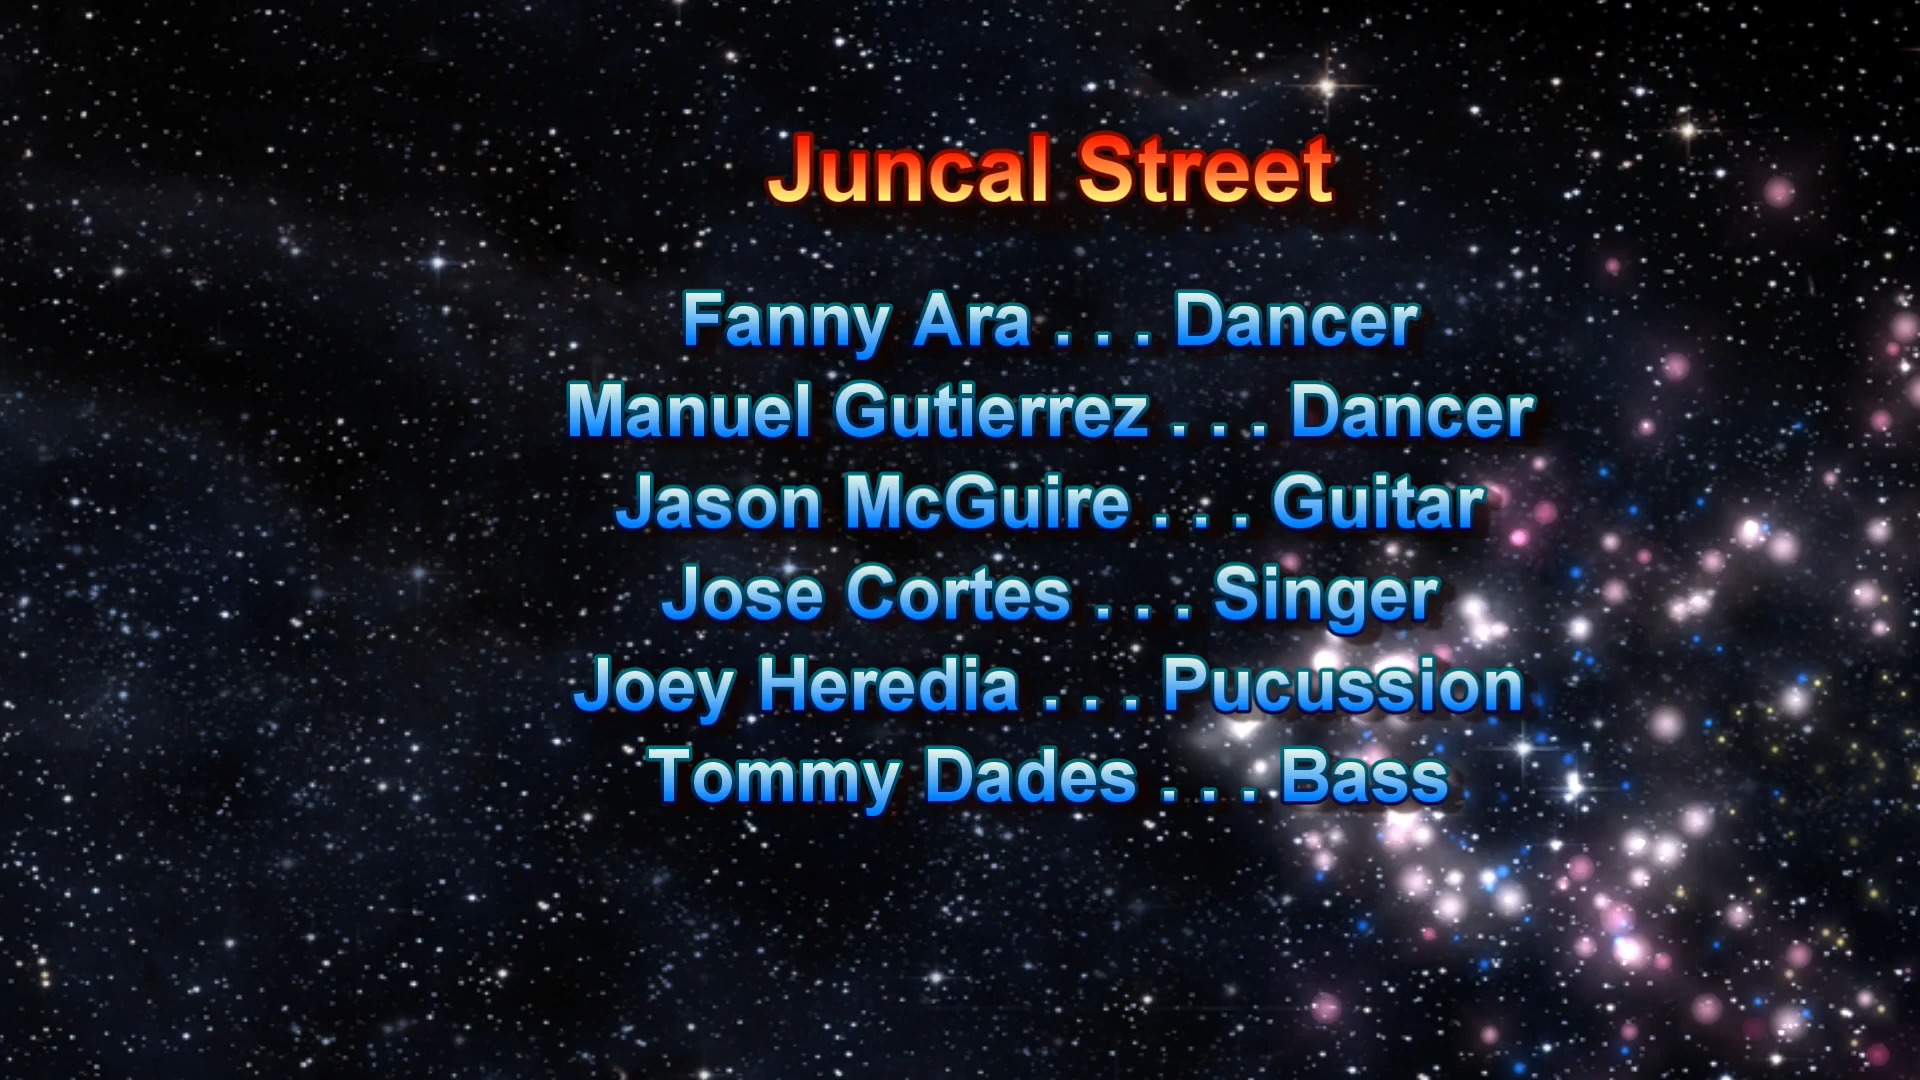 Juncal Street
Fanny Ara . . . Dancer
Manuel Gutierrez . . . Dancer
Jason McGuire . . . Guitar
Jose Cortes . . . Singer
Joey Heredia . . . Pucussion
Tommy Dades . . . Bass